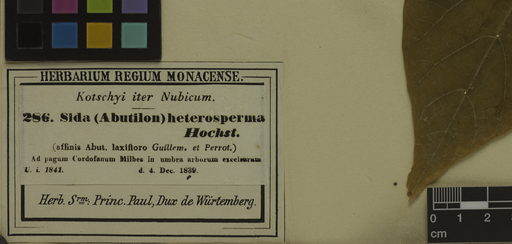 HERBARIUM REGIUM MONACENSE.
Kotschyi iter Nubicum.
286. Sida (Abutilon) heterosperma
Hochst.
(affinis Abut. laxifloro Guillem. et Perrot.)
Ad pagum Cordofanum Milbes in umbra arborum excelsarum
U. i. 1841. d. 4. Dec. 1839.
Herb. Srm. Princ. Paul, Dux de Würtemberg.
0 1 2
cm